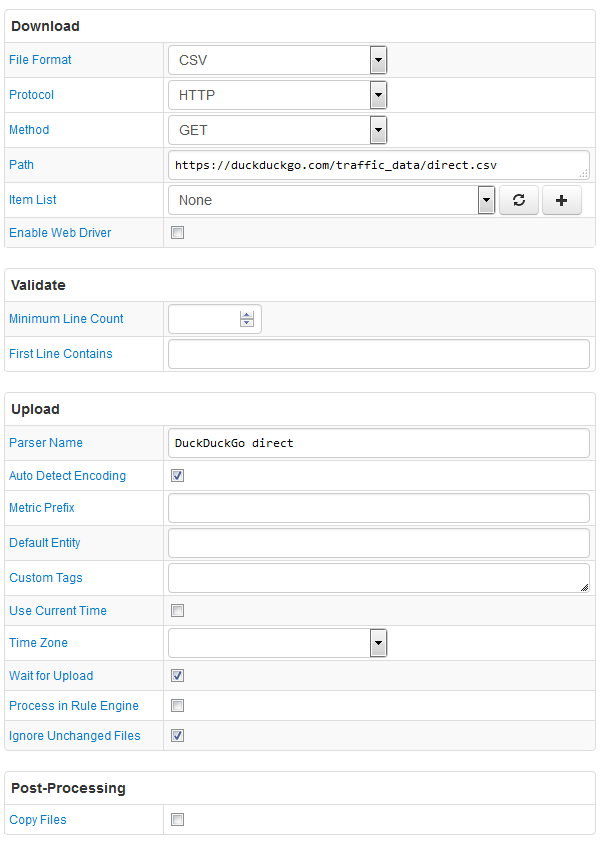 Download
File Format CSV
Protocol HTTP
Method GET
Path https://duckduckgo.com/traffic_data/direct.csv
Item List None
Enable Web Driver
Validate
Minimum Line Count
First Line Contains
Upload
Parser Name DuckDuckGo direct
Auto Detect Encoding
Metric Prefix
Default Entity
Custom Tags
Use Current Time
Time Zone
Wait for Upload
Process in Rule Engine
Ignore Unchanged Files
Post-Processing
Copy Files